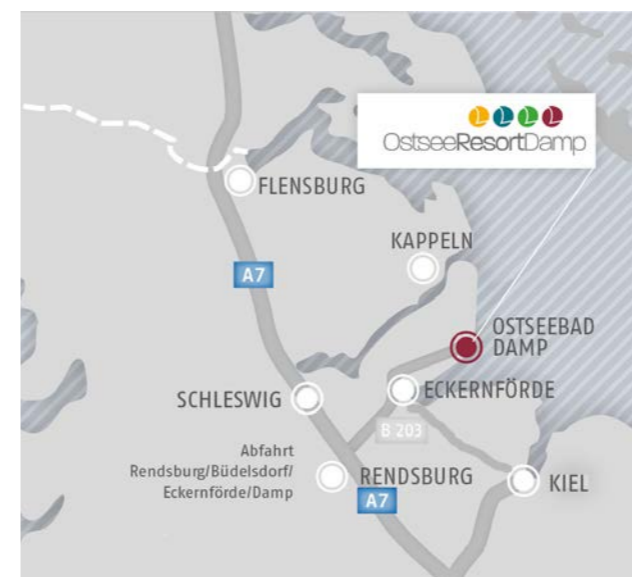 OstseeResortDamp
FLENSBURG
KAPPELN
A7
OSTSEEBAD
DAMP
SCHLESWIG
ECKERNFÖRDE
B 203
Abfahrt
Rendsburg/Büdelsdorf/
Eckernförde/Damp
RENDSBURG
KIEL
A7